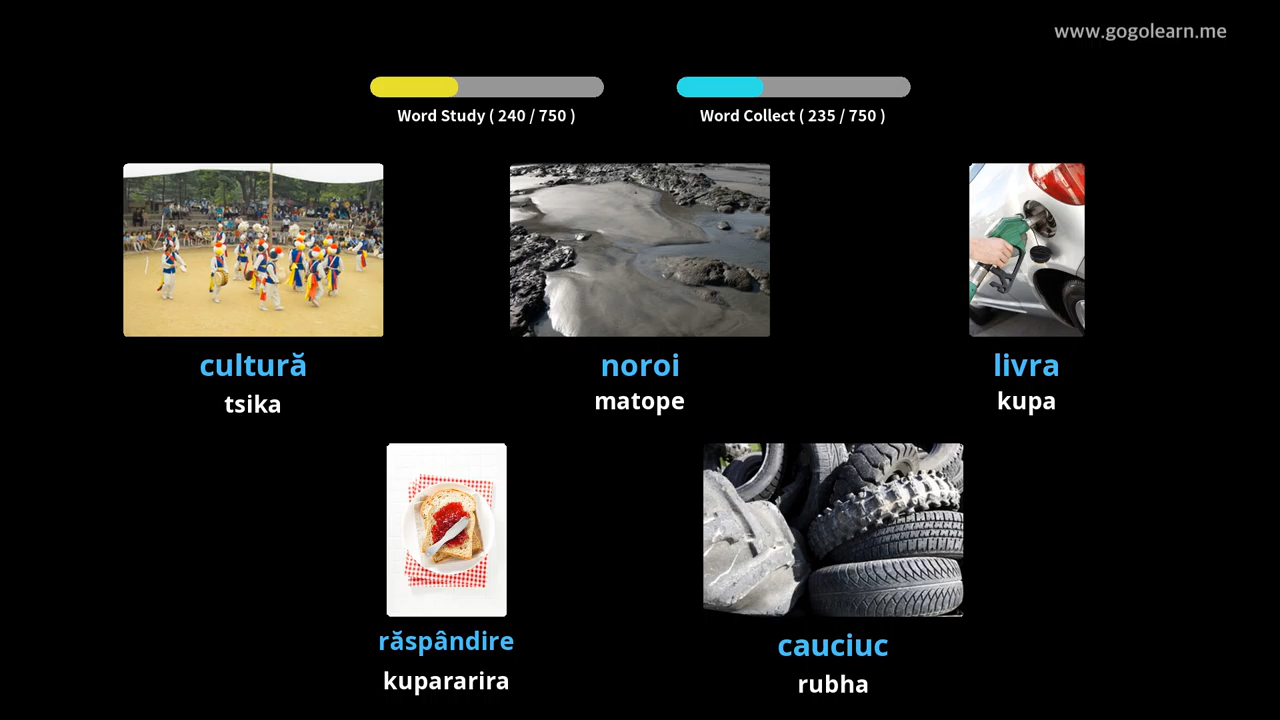 www.gogolearn.me
Word Study ( 240 / 750 )
Word Collect ( 235 / 750 )
cultură
tsika
noroi
matope
livra
kupa
răspândire
kupararira
cauciuc
rubha